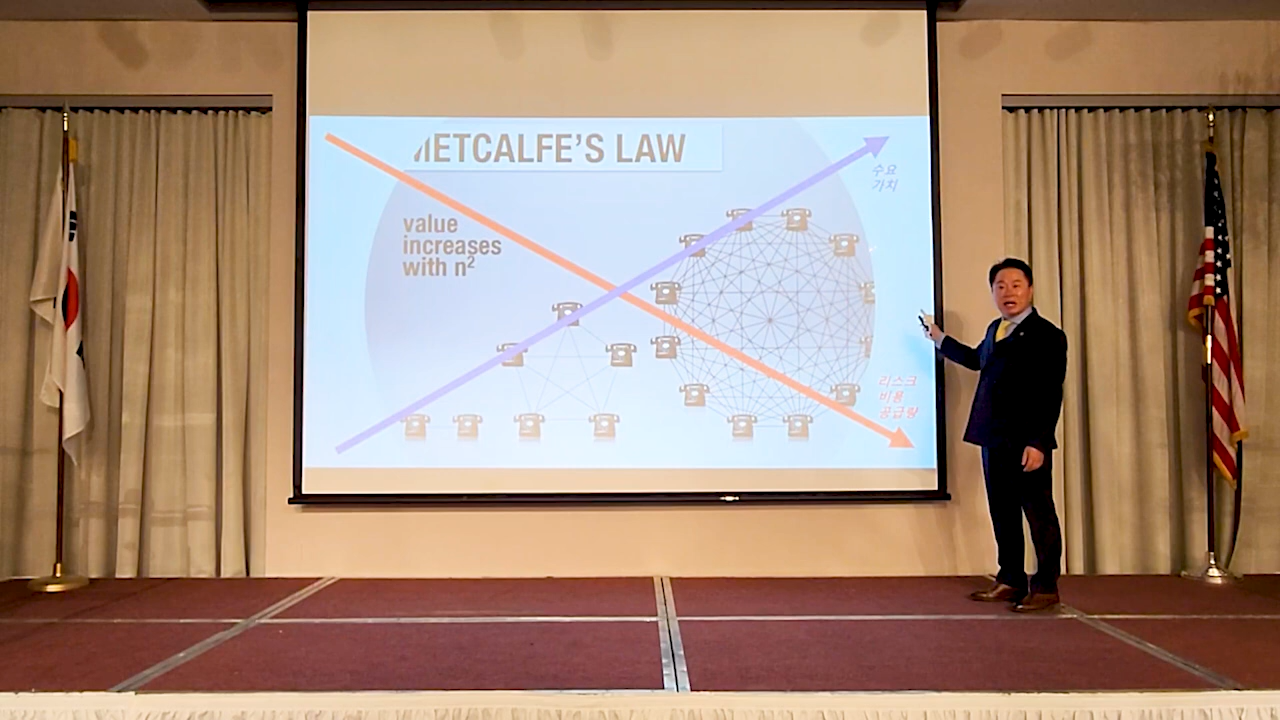 METCALFE'S LAW
수요
가치
value
increases
with n²
리스크
비용
공급량